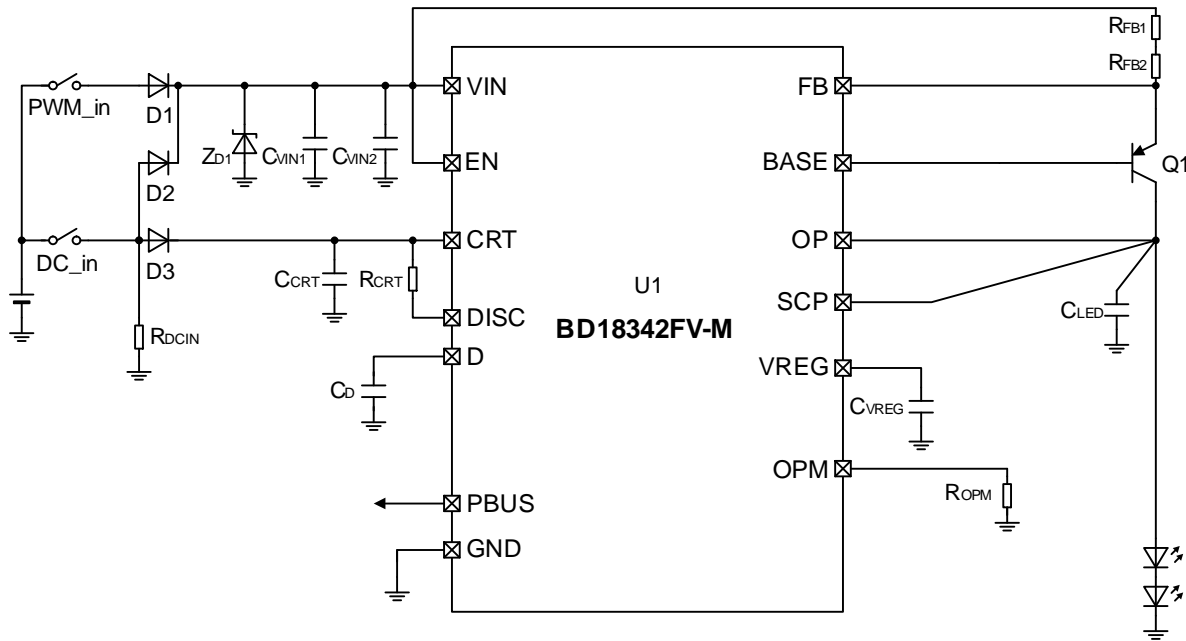 RFB1
RFB2
VIN
FB
PWM_in
D1
ZD1
CVIN1
CVIN2
EN
BASE
Q1
D2
CRT
OP
DC_in
D3
CCRT
RCRT
U1
SCP
CLED
BD18342FV-M
DISC
RDCIN
D
VREG
CD
CVREG
OPM
ROPM
PBUS
GND